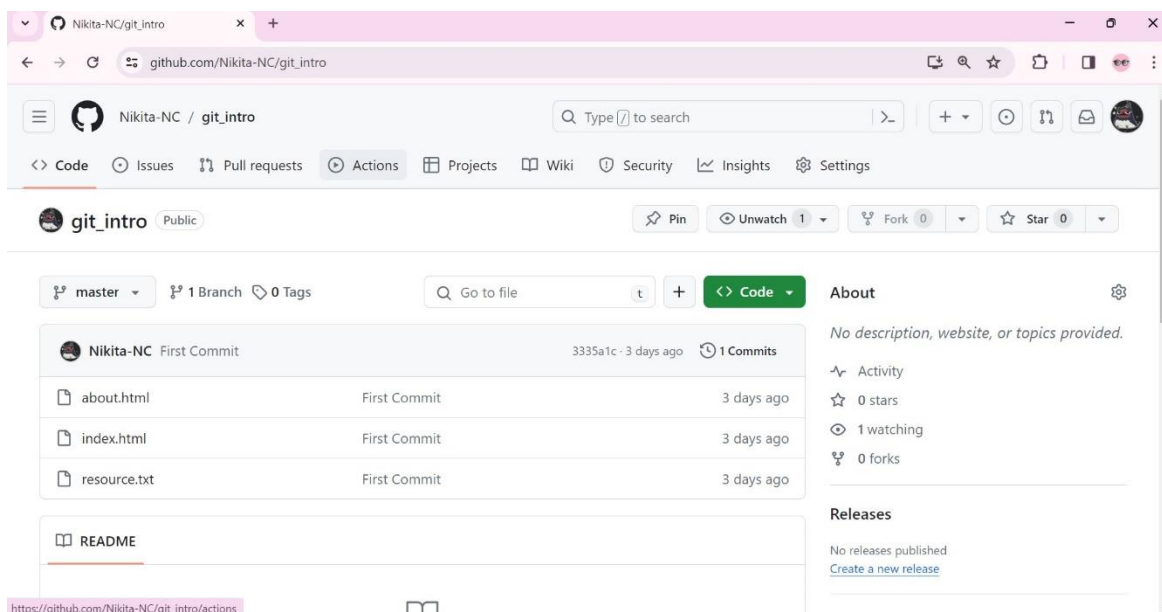 Nikita-NC/git_intro
github.com/Nikita-NC/git_intro
Nikita-NC / git_intro Type / to search
Code Issues Pull requests Actions Projects Wiki Security Insights Settings
git_intro Public Pin Unwatch 1 Fork 0 Star 0
master 1 Branch 0 Tags Go to file t Code About
No description, website, or topics provided.
Nikita-NC First Commit 3335a1c · 3 days ago 1 Commits
Activity
about.html First Commit 3 days ago
0 stars
1 watching
index.html First Commit 3 days ago
0 forks
resource.txt First Commit 3 days ago
Releases
README
No releases published
Create a new release
https://github.com/Nikita-NC/git_intro/actions